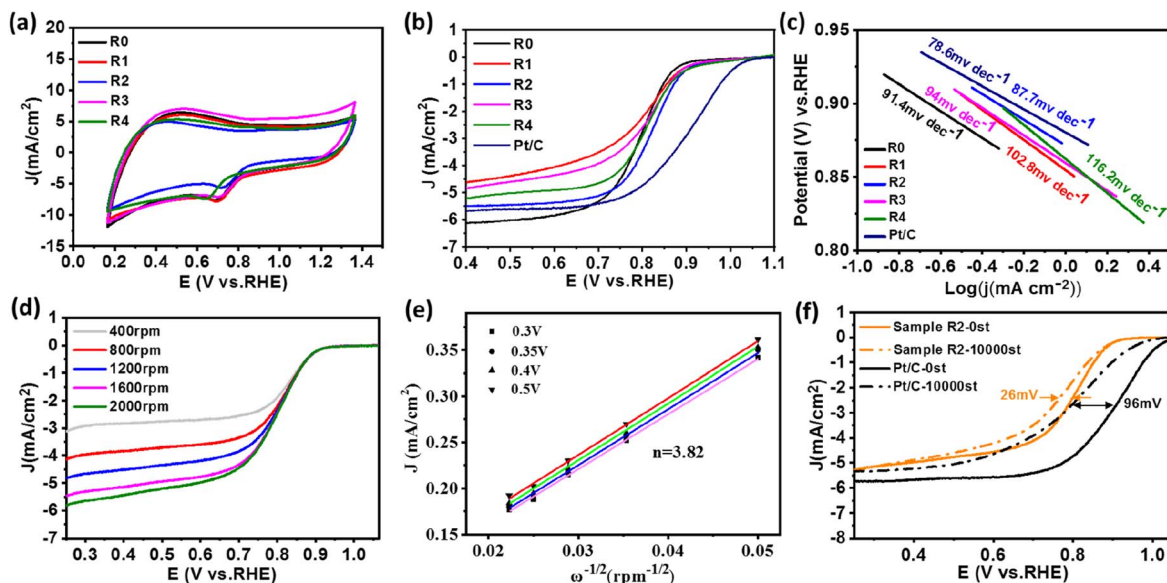 (a)
R0
R1
R2
R3
R4
J(mA/cm²)
20
15
10
5
0
-5
-10
-15
0.0 0.2 0.4 0.6 0.8 1.0 1.2 1.4
E (V vs.RHE)
(b)
R0
R1
R2
R3
R4
Pt/C
J (mA/cm²)
1
0
-1
-2
-3
-4
-5
-6
-7
0.4 0.5 0.6 0.7 0.8 0.9 1.0 1.1
E (V vs.RHE)
(c)
78.6mv dec⁻¹
87.7mv dec⁻¹
91.4mv dec⁻¹
94mv dec⁻¹
102.8mv dec⁻¹
116.2mv dec⁻¹
R0
R1
R2
R3
R4
Pt/C
Potential (V) vs.RHE
0.95
0.90
0.85
0.80
-1.0 -0.8 -0.6 -0.4 -0.2 0.0 0.2 0.4 0.6
Log(j(mA cm⁻²))
(d)
400rpm
800rpm
1200rpm
1600rpm
2000rpm
J(mA/cm²)
1
0
-1
-2
-3
-4
-5
-6
-7
0.3 0.4 0.5 0.6 0.7 0.8 0.9 1.0
E (V vs.RHE)
(e)
0.3V
0.35V
0.4V
0.5V
n=3.82
J (mA/cm²)
0.35
0.30
0.25
0.20
0.15
0.02 0.03 0.04 0.05
ω⁻¹/²(rpm⁻¹/²)
(f)
Sample R2-0st
Sample R2-10000st
Pt/C-0st
Pt/C-10000st
26mV
96mV
J(mA/cm²)
1
0
-1
-2
-3
-4
-5
-6
-7
-8
0.4 0.6 0.8 1.0
E (V vs.RHE)